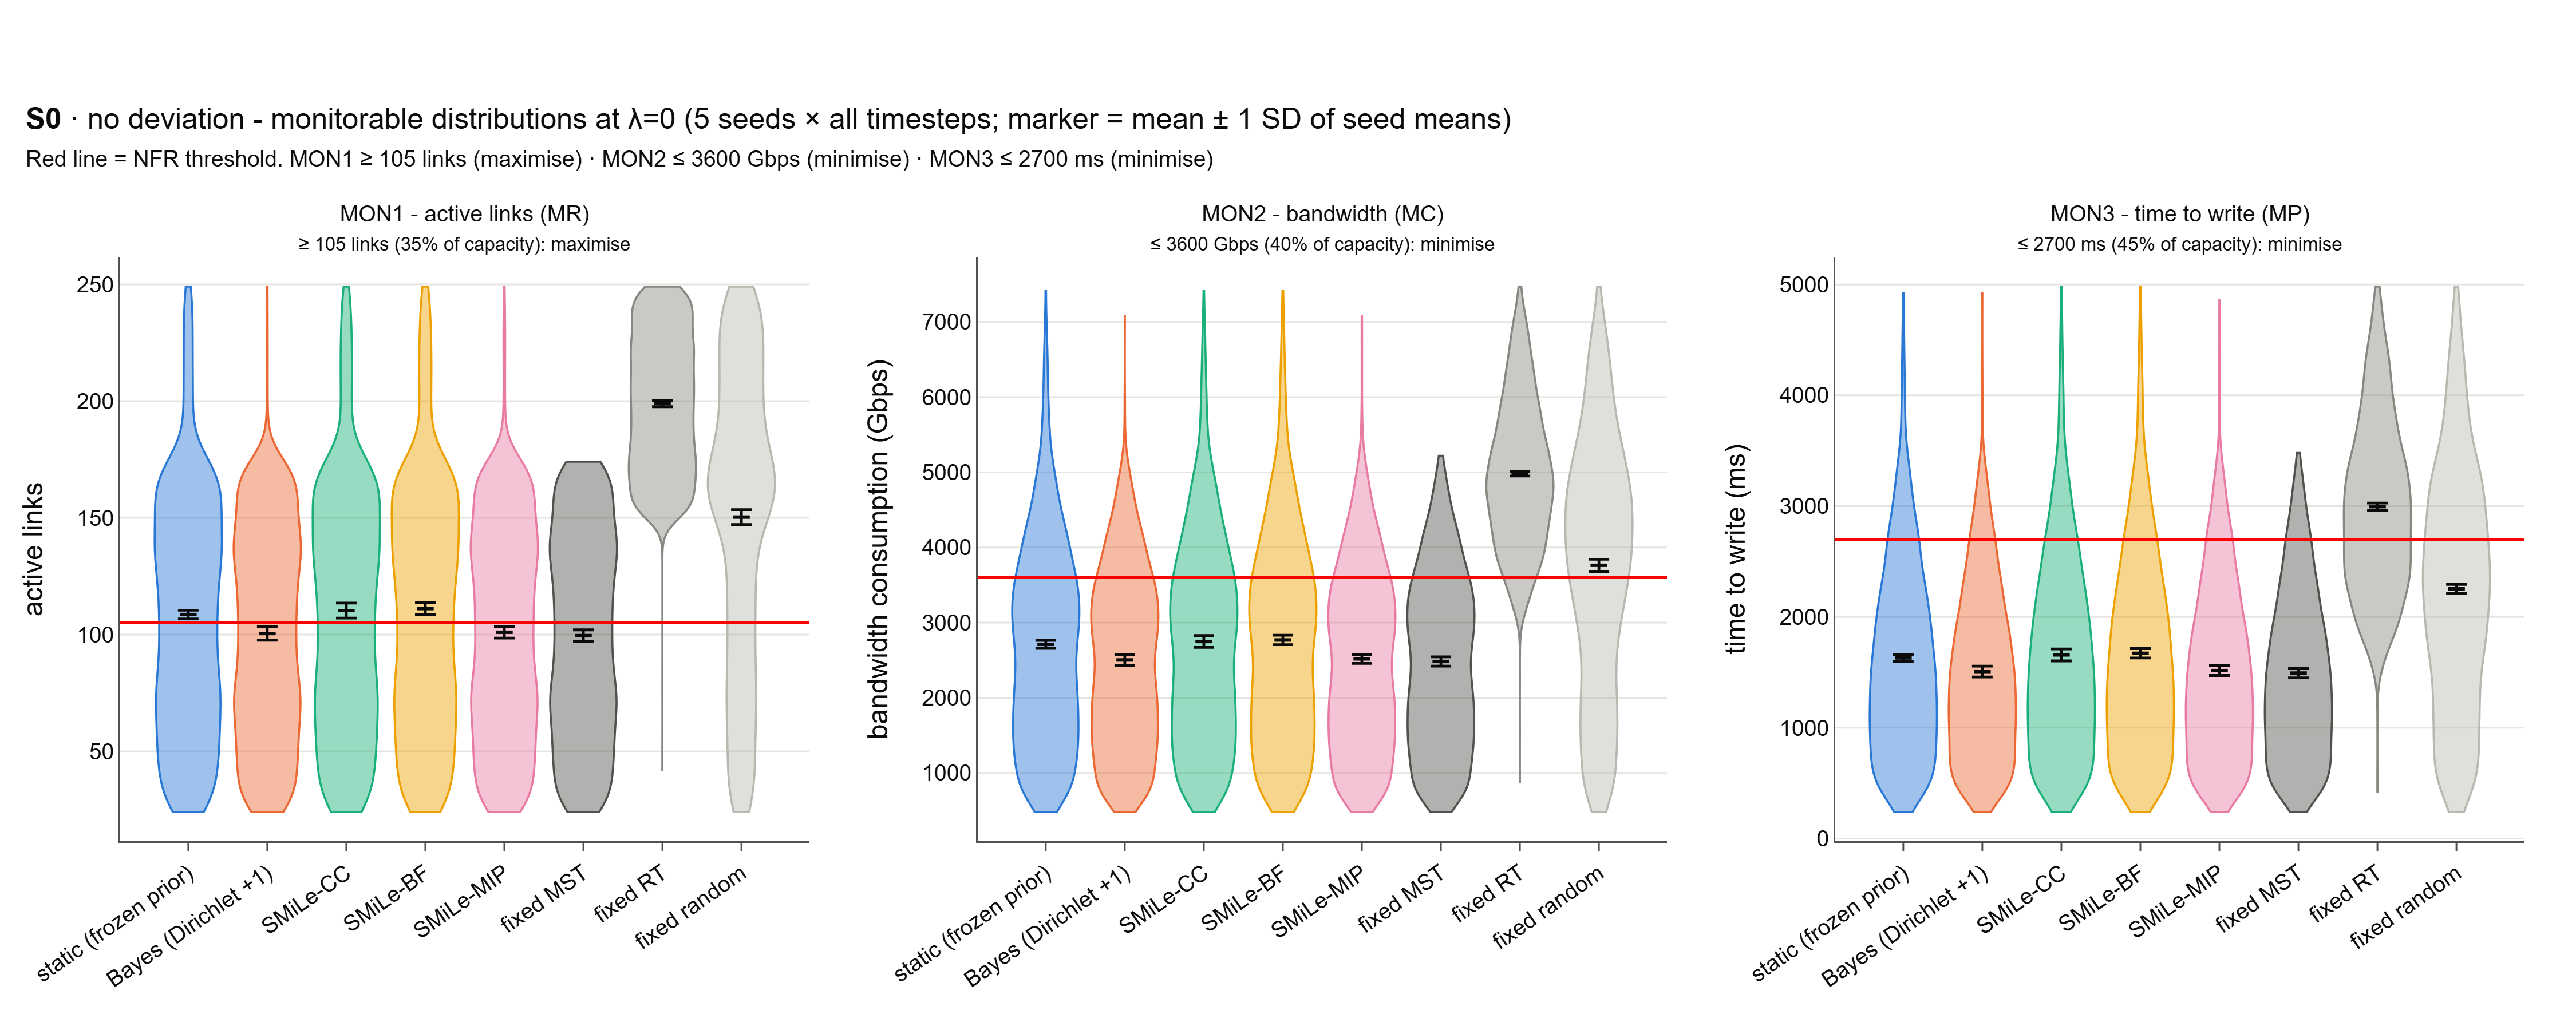 S0 · no deviation - monitorable distributions at λ=0 (5 seeds × all timesteps; marker = mean ± 1 SD of seed means)
Red line = NFR threshold. MON1 ≥ 105 links (maximise) · MON2 ≤ 3600 Gbps (minimise) · MON3 ≤ 2700 ms (minimise)
MON1 - active links (MR)
≥ 105 links (35% of capacity): maximise
active links
250
200
150
100
50
static (frozen prior)
Bayes (Dirichlet +1)
SMiLe-CC
SMiLe-BF
SMiLe-MIP
fixed MST
fixed RT
fixed random
MON2 - bandwidth (MC)
≤ 3600 Gbps (40% of capacity): minimise
bandwidth consumption (Gbps)
7000
6000
5000
4000
3000
2000
1000
static (frozen prior)
Bayes (Dirichlet +1)
SMiLe-CC
SMiLe-BF
SMiLe-MIP
fixed MST
fixed RT
fixed random
MON3 - time to write (MP)
≤ 2700 ms (45% of capacity): minimise
time to write (ms)
5000
4000
3000
2000
1000
0
static (frozen prior)
Bayes (Dirichlet +1)
SMiLe-CC
SMiLe-BF
SMiLe-MIP
fixed MST
fixed RT
fixed random